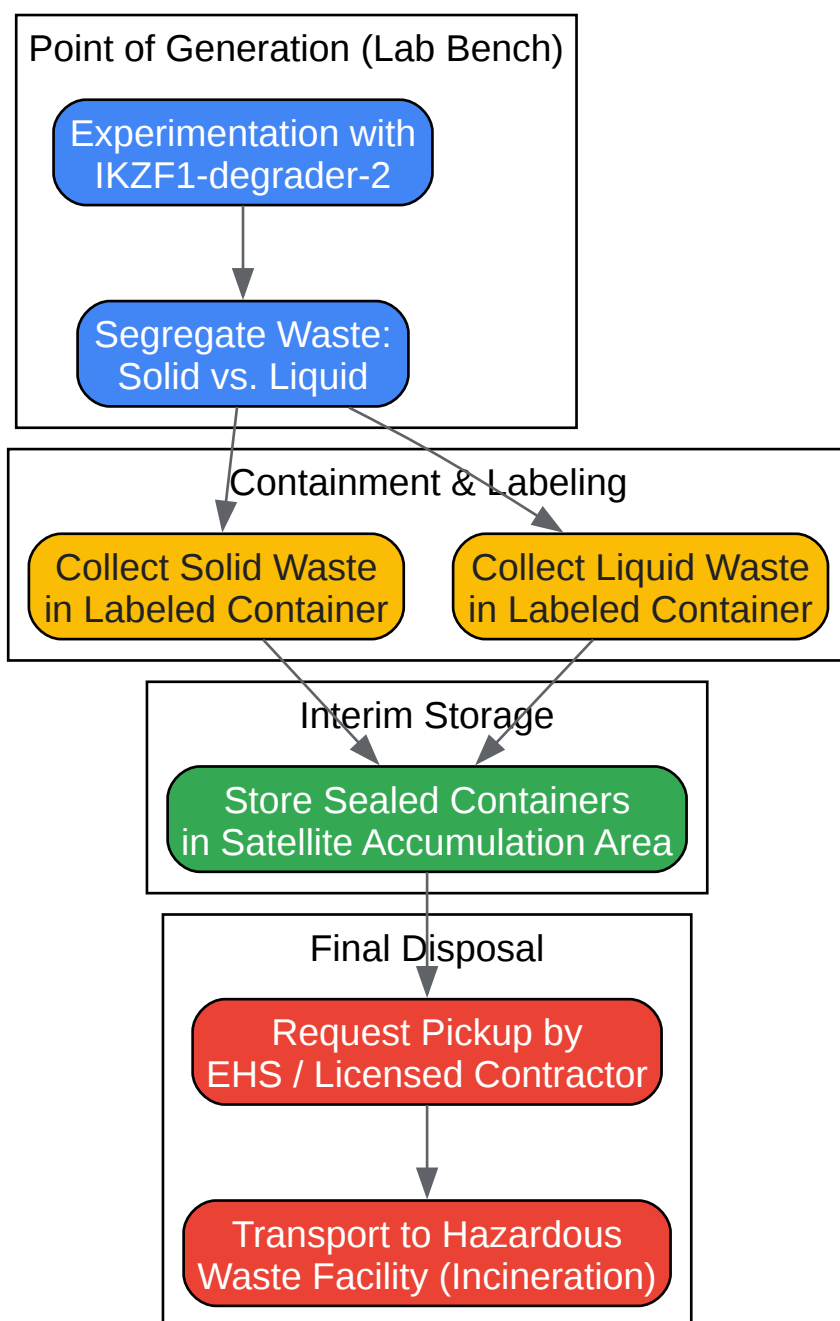 Point of Generation (Lab Bench)
Experimentation with
IKZF1-degrader-2
Segregate Waste:
Solid vs. Liquid
Containment & Labeling
Collect Solid Waste
in Labeled Container
Collect Liquid Waste
in Labeled Container
Interim Storage
Store Sealed Containers
in Satellite Accumulation Area
Final Disposal
Request Pickup by
EHS / Licensed Contractor
Transport to Hazardous
Waste Facility (Incineration)